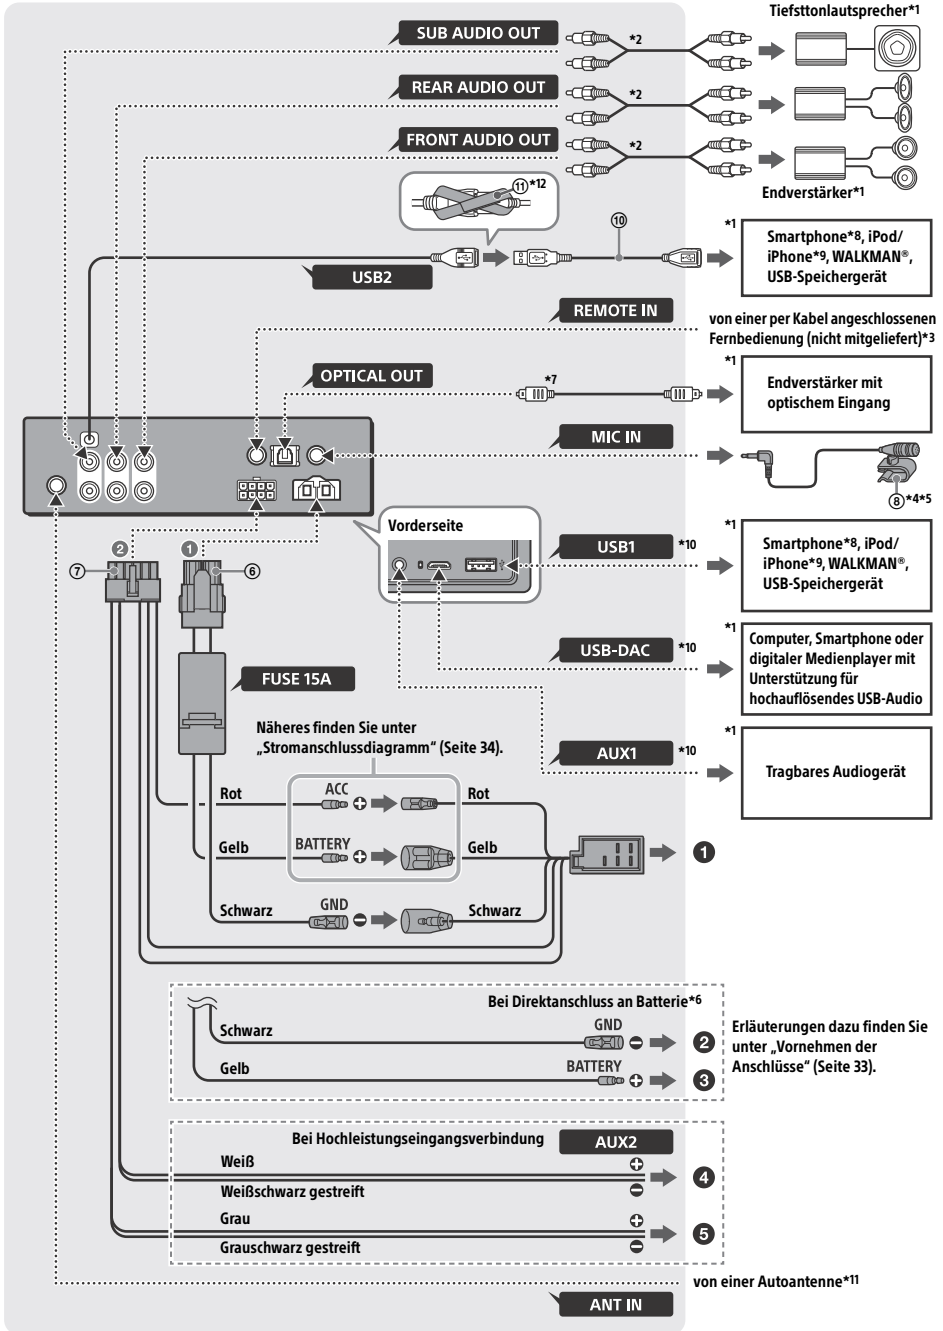 Tiefsttonlautsprecher*1
SUB AUDIO OUT
*2
REAR AUDIO OUT
*2
FRONT AUDIO OUT
*2
Endverstärker*1
⑪*12
⑩
*1
Smartphone*8, iPod/
iPhone*9, WALKMAN®,
USB-Speichergerät
USB2
REMOTE IN
von einer per Kabel angeschlossenen
Fernbedienung (nicht mitgeliefert)*3
OPTICAL OUT
*7
*1
Endverstärker mit
optischem Eingang
MIC IN
⑧*4*5
Vorderseite
USB1
*10
*1
Smartphone*8, iPod/
iPhone*9, WALKMAN®,
USB-Speichergerät
❷
❶
⑦
⑥
USB-DAC
*10
*1
Computer, Smartphone oder
digitaler Medienplayer mit
Unterstützung für
hochauflösendes USB-Audio
FUSE 15A
Näheres finden Sie unter
„Stromanschlussdiagramm“ (Seite 34).
AUX1
*10
*1
Tragbares Audiogerät
Rot
ACC
Rot
Gelb
BATTERY
Gelb
❶
Schwarz
GND
Schwarz
Bei Direktanschluss an Batterie*6
Schwarz
GND
❷
Gelb
BATTERY
❸
Erläuterungen dazu finden Sie
unter „Vornehmen der
Anschlüsse“ (Seite 33).
Bei Hochleistungseingangsverbindung
AUX2
Weiß
❹
Weißschwarz gestreift
Grau
❺
Grauschwarz gestreift
von einer Autoantenne*11
ANT IN